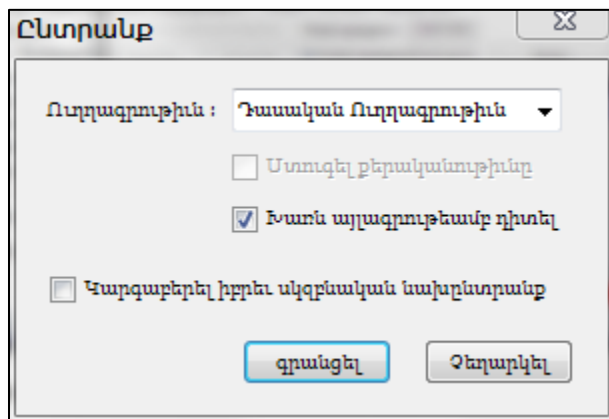 Ընտրանք
Ուղղագրութիւն : Դասական Ուղղագրութիւն
Ստուգել քերականութիւնը
Խառն այլագրութեամբ դիտել
Կարգաբերել իբրեւ սկզբնական նախընտրանք
գրանցել Չեղարկել